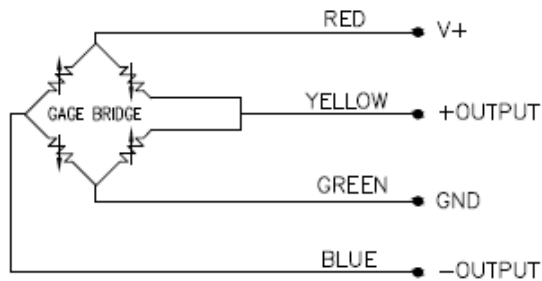 RED V+
GAGE BRIDGE YELLOW +OUTPUT
GREEN GND
BLUE -OUTPUT